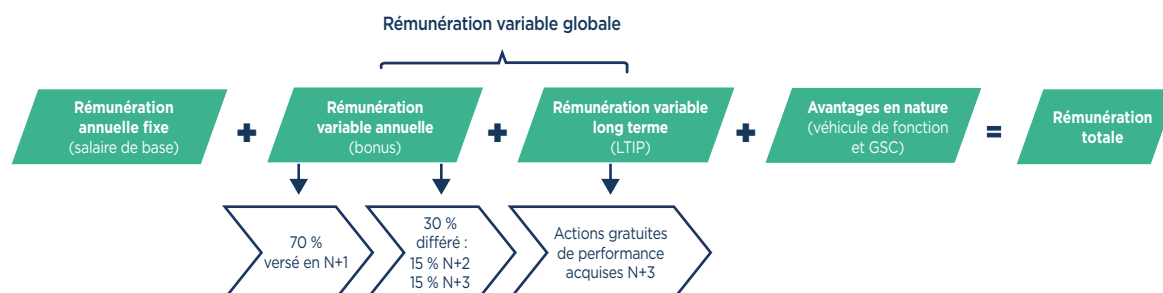 Rémunération variable globale
Rémunération
annuelle fixe
(salaire de base)
+
Rémunération
variable annuelle
(bonus)
+
Rémunération variable
long terme
(LTIP)
+
Avantages en nature
(véhicule de fonction
et GSC)
=
Rémunération
totale
70 %
versé en N+1
30 %
différé :
15 % N+2
15 % N+3
Actions gratuites
de performance
acquises N+3